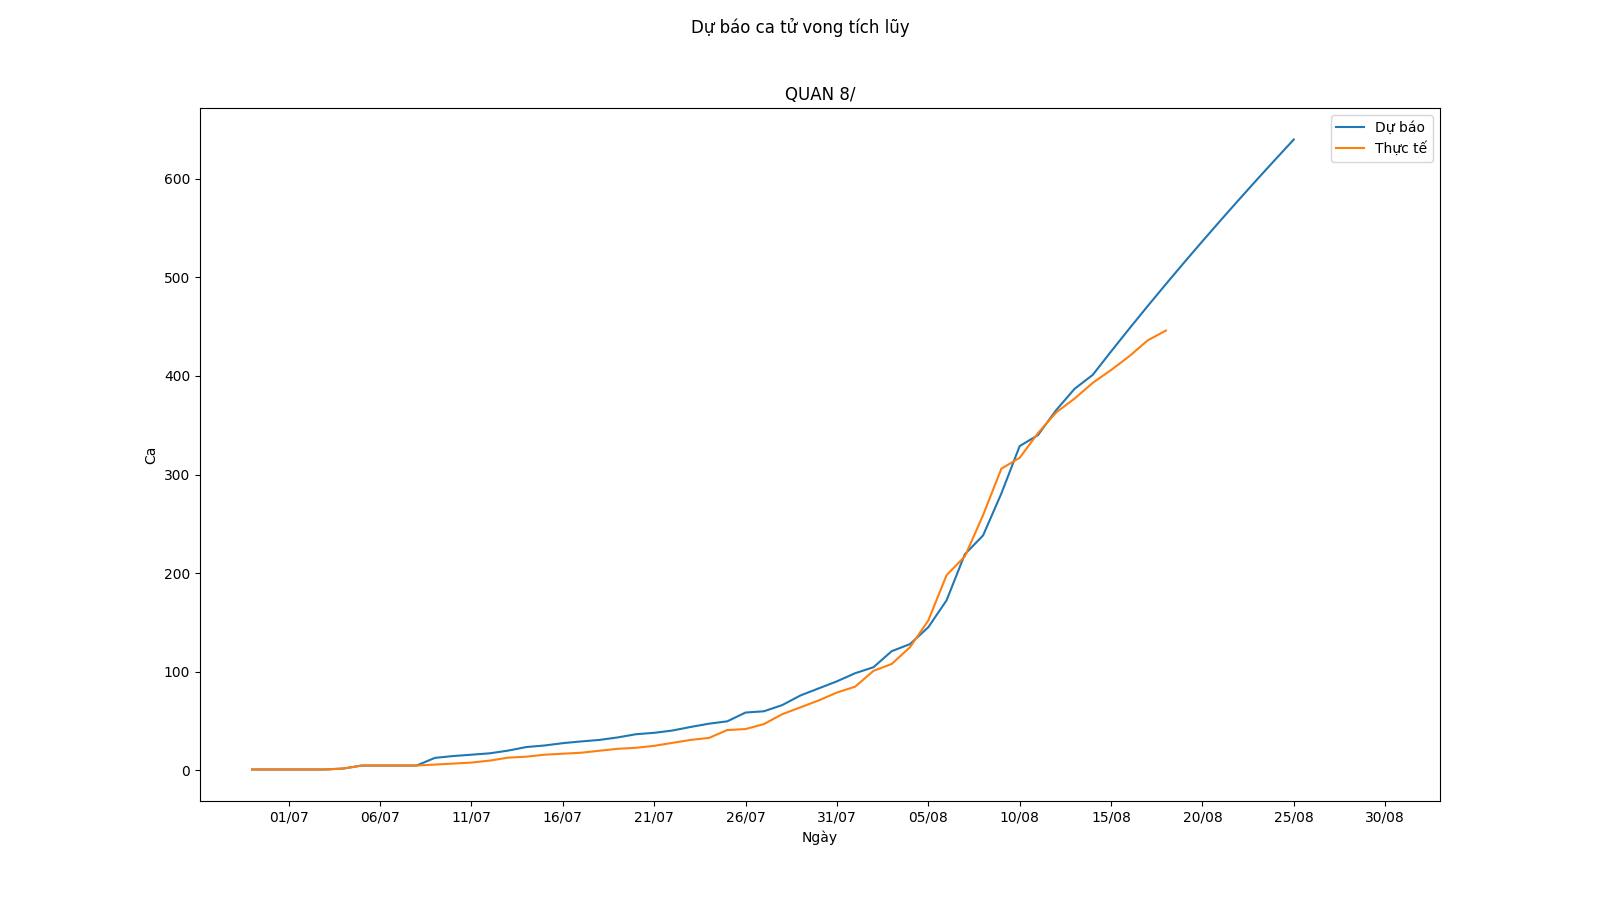 Dự báo ca tử vong tích lũy
QUAN 8/
Dự báo
Thực tế
600
500
400
300
200
100
0
Ca
01/07 06/07 11/07 16/07 21/07 26/07 31/07 05/08 10/08 15/08 20/08 25/08 30/08
Ngày